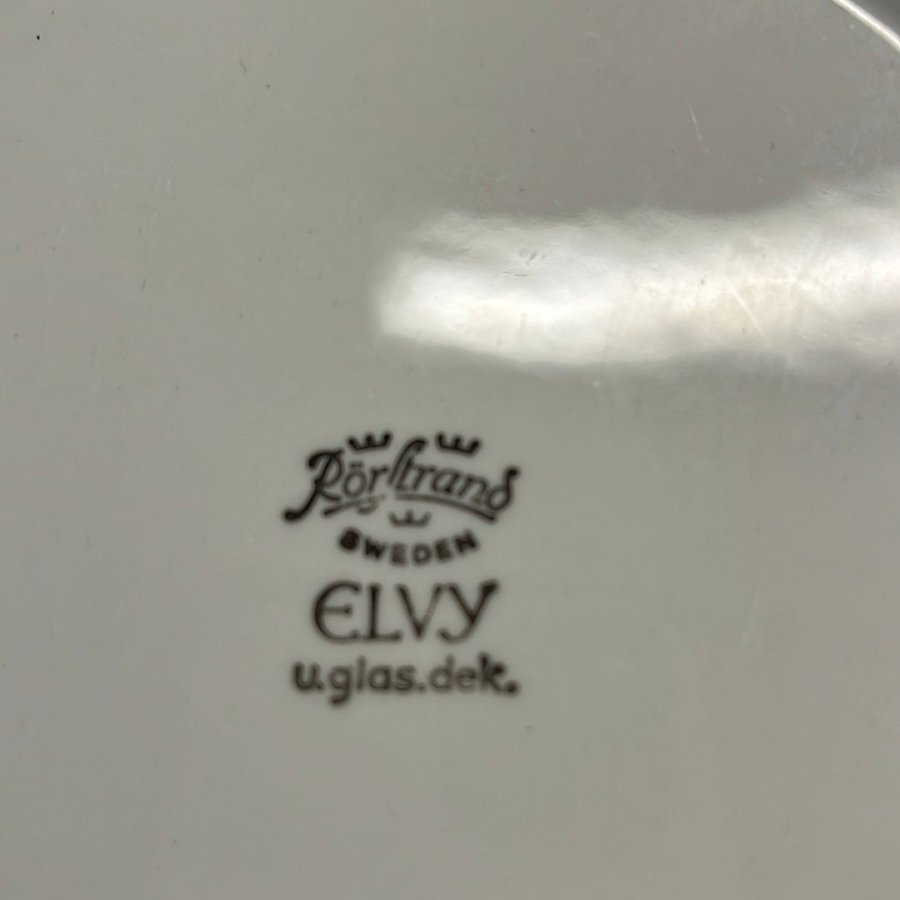 Rörstrand
SWEDEN
ELVY
u.glas.dek.